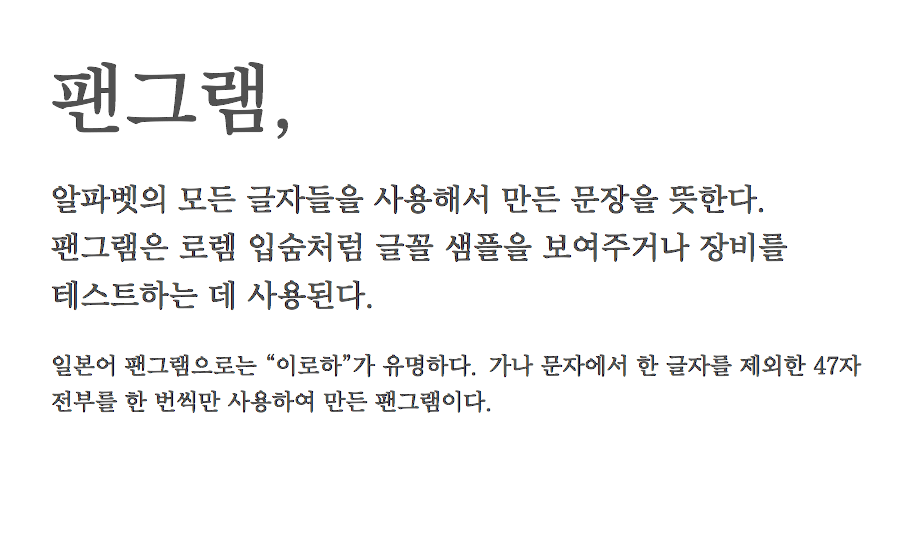 팬그램,
알파벳의 모든 글자들을 사용해서 만든 문장을 뜻한다.
팬그램은 로렘 입숨처럼 글꼴 샘플을 보여주거나 장비를
테스트하는 데 사용된다.
일본어 팬그램으로는 “이로하”가 유명하다. 가나 문자에서 한 글자를 제외한 47자
전부를 한 번씩만 사용하여 만든 팬그램이다.